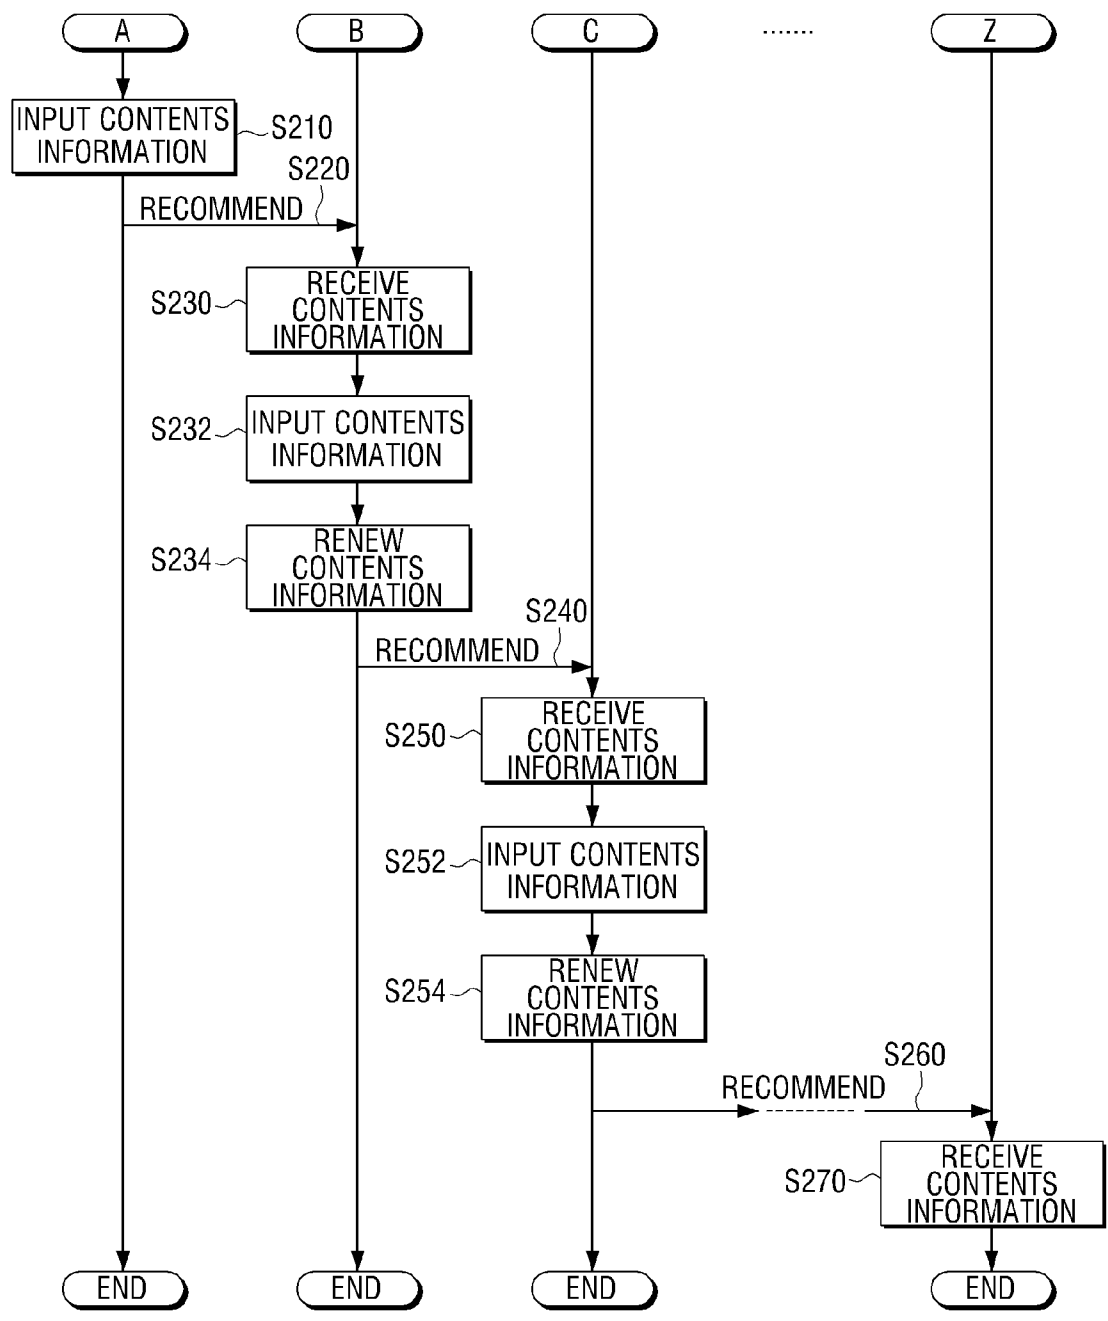 A
B
C
.......
Z
INPUT CONTENTS
INFORMATION
S210
S220
RECOMMEND
RECEIVE
CONTENTS
INFORMATION
S230
INPUT CONTENTS
INFORMATION
S232
RENEW
CONTENTS
INFORMATION
S234
S240
RECOMMEND
RECEIVE
CONTENTS
INFORMATION
S250
INPUT CONTENTS
INFORMATION
S252
RENEW
CONTENTS
INFORMATION
S254
S260
RECOMMEND
RECEIVE
CONTENTS
INFORMATION
S270
END
END
END
END